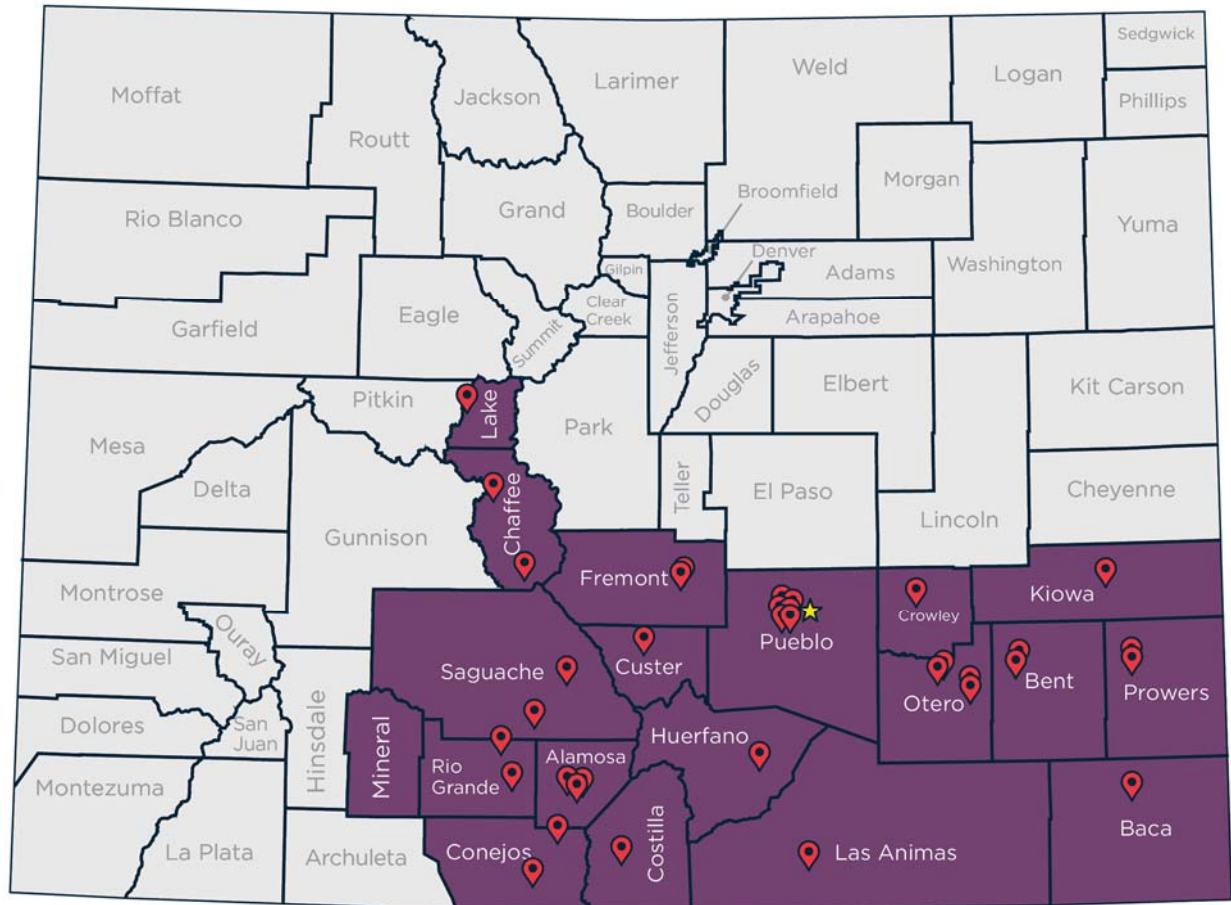 Sedgwick
Moffat
Jackson
Larimer
Weld
Logan
Phillips
Routt
Rio Blanco
Grand
Boulder
Broomfield
Morgan
Yuma
Gilpin
Denver
Washington
Garfield
Eagle
Summit
Clear
Creek
Jefferson
Adams
Arapahoe
Mesa
Pitkin
Lake
Park
Douglas
Elbert
Kit Carson
Delta
Gunnison
Chaffee
Teller
El Paso
Lincoln
Cheyenne
Montrose
Ouray
Fremont
Pueblo
Crowley
Kiowa
San Miguel
Saguache
Custer
Otero
Bent
Prowers
Dolores
San
Juan
Hinsdale
Mineral
Rio
Grande
Alamosa
Huerfano
Montezuma
La Plata
Archuleta
Conejos
Costilla
Las Animas
Baca